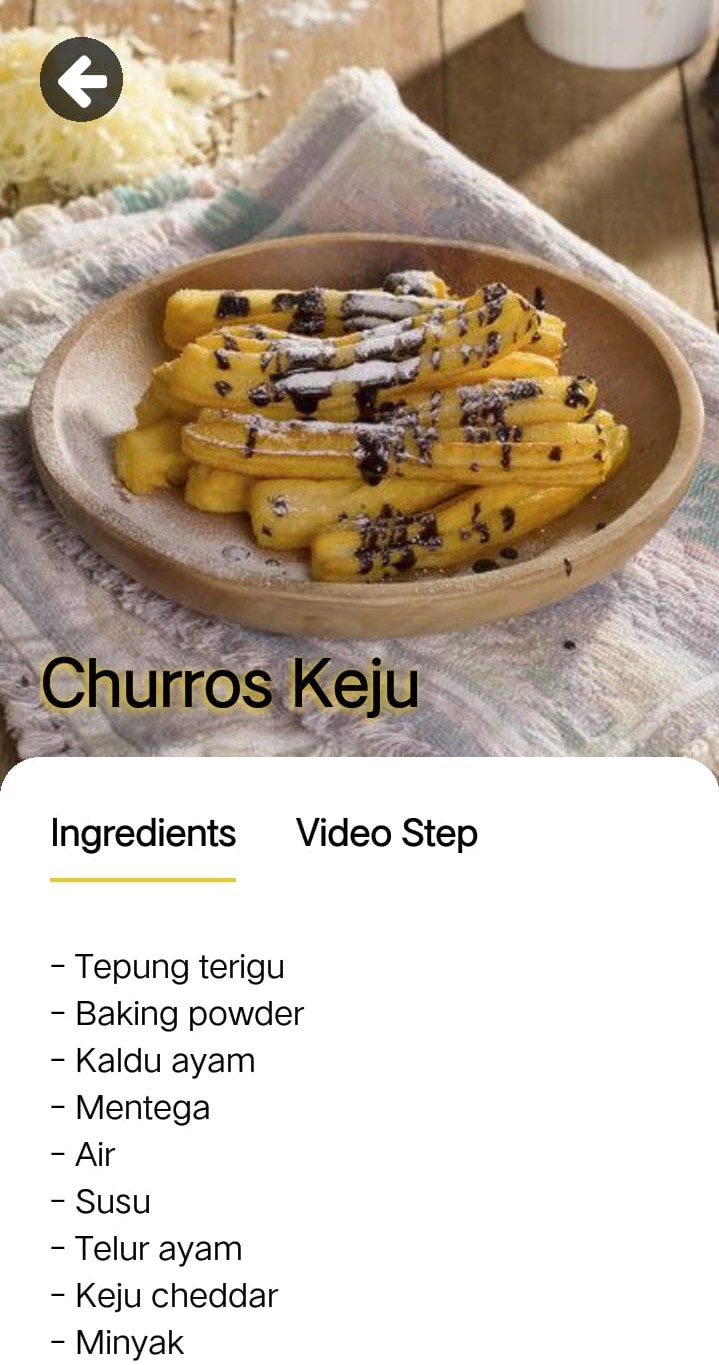 Churros Keju
Ingredients Video Step
- Tepung terigu
- Baking powder
- Kaldu ayam
- Mentega
- Air
- Susu
- Telur ayam
- Keju cheddar
- Minyak